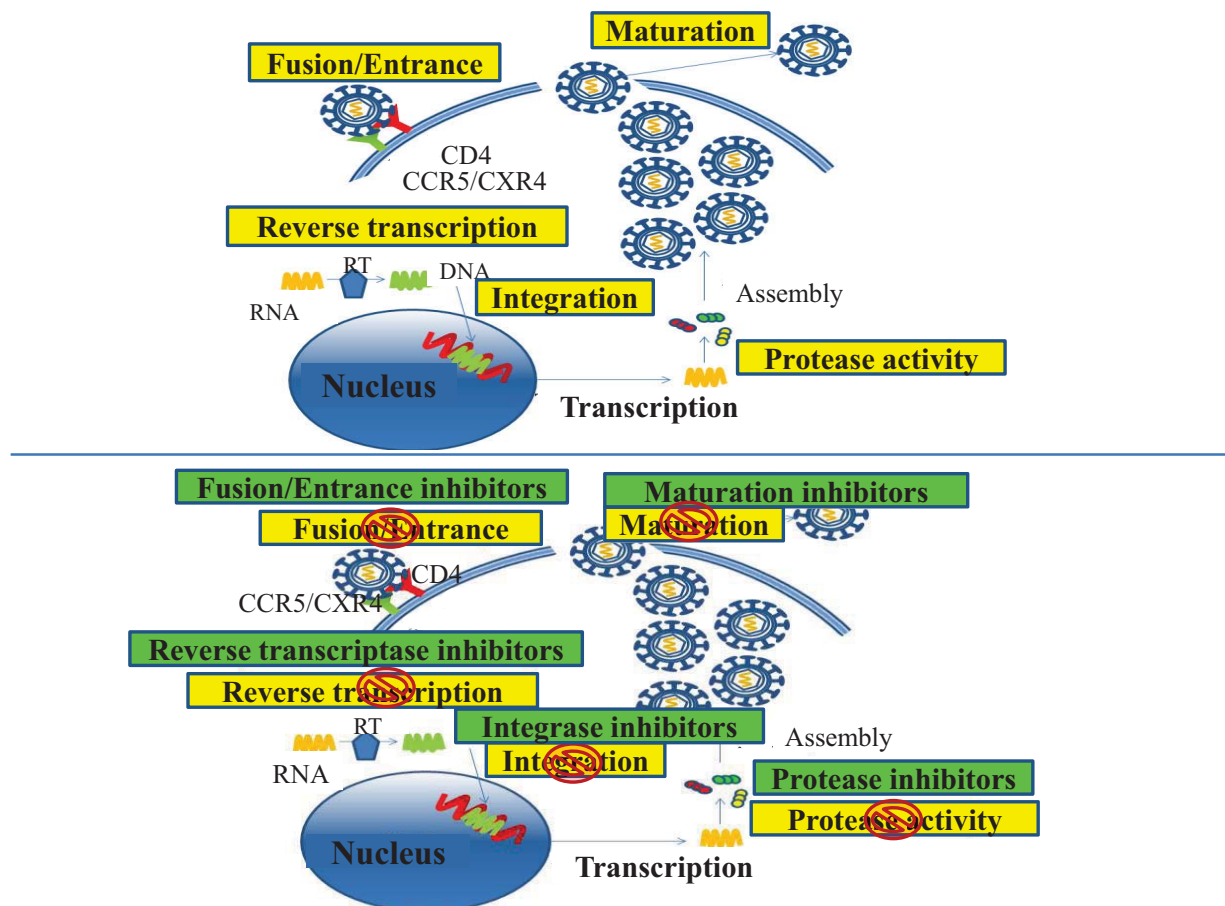 Maturation
Fusion/Entrance
CD4
CCR5/CXR4
Reverse transcription
RT
DNA
RNA
Integration
Assembly
Protease activity
Nucleus
Transcription
Fusion/Entrance inhibitors
Fusion/Entrance
Maturation inhibitors
Maturation
CD4
CCR5/CXR4
Reverse transcriptase inhibitors
Reverse transcription
RT
RNA
Integrase inhibitors
Integration
Assembly
Protease inhibitors
Protease activity
Nucleus
Transcription